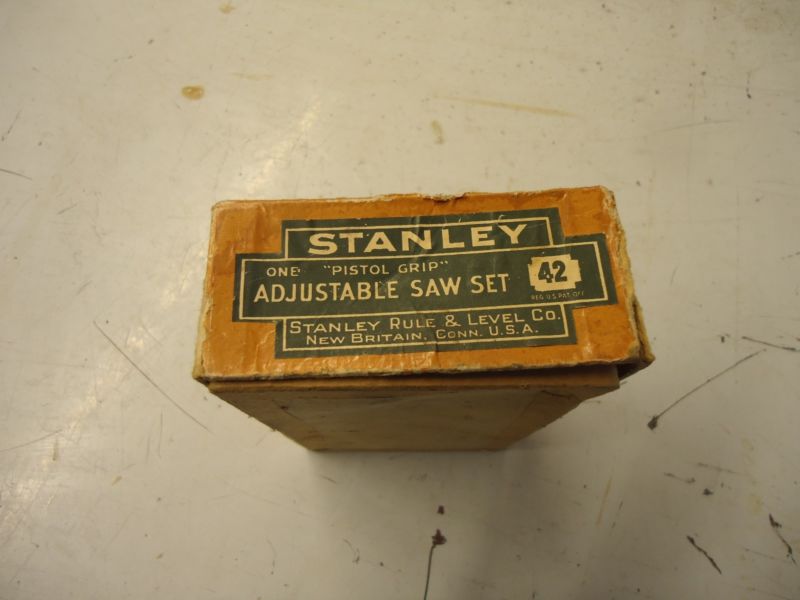 STANLEY
ONE "PISTOL GRIP"
ADJUSTABLE SAW SET 42
REG. U.S. PAT. OFF.
STANLEY RULE & LEVEL CO.
NEW BRITAIN, CONN. U.S.A.